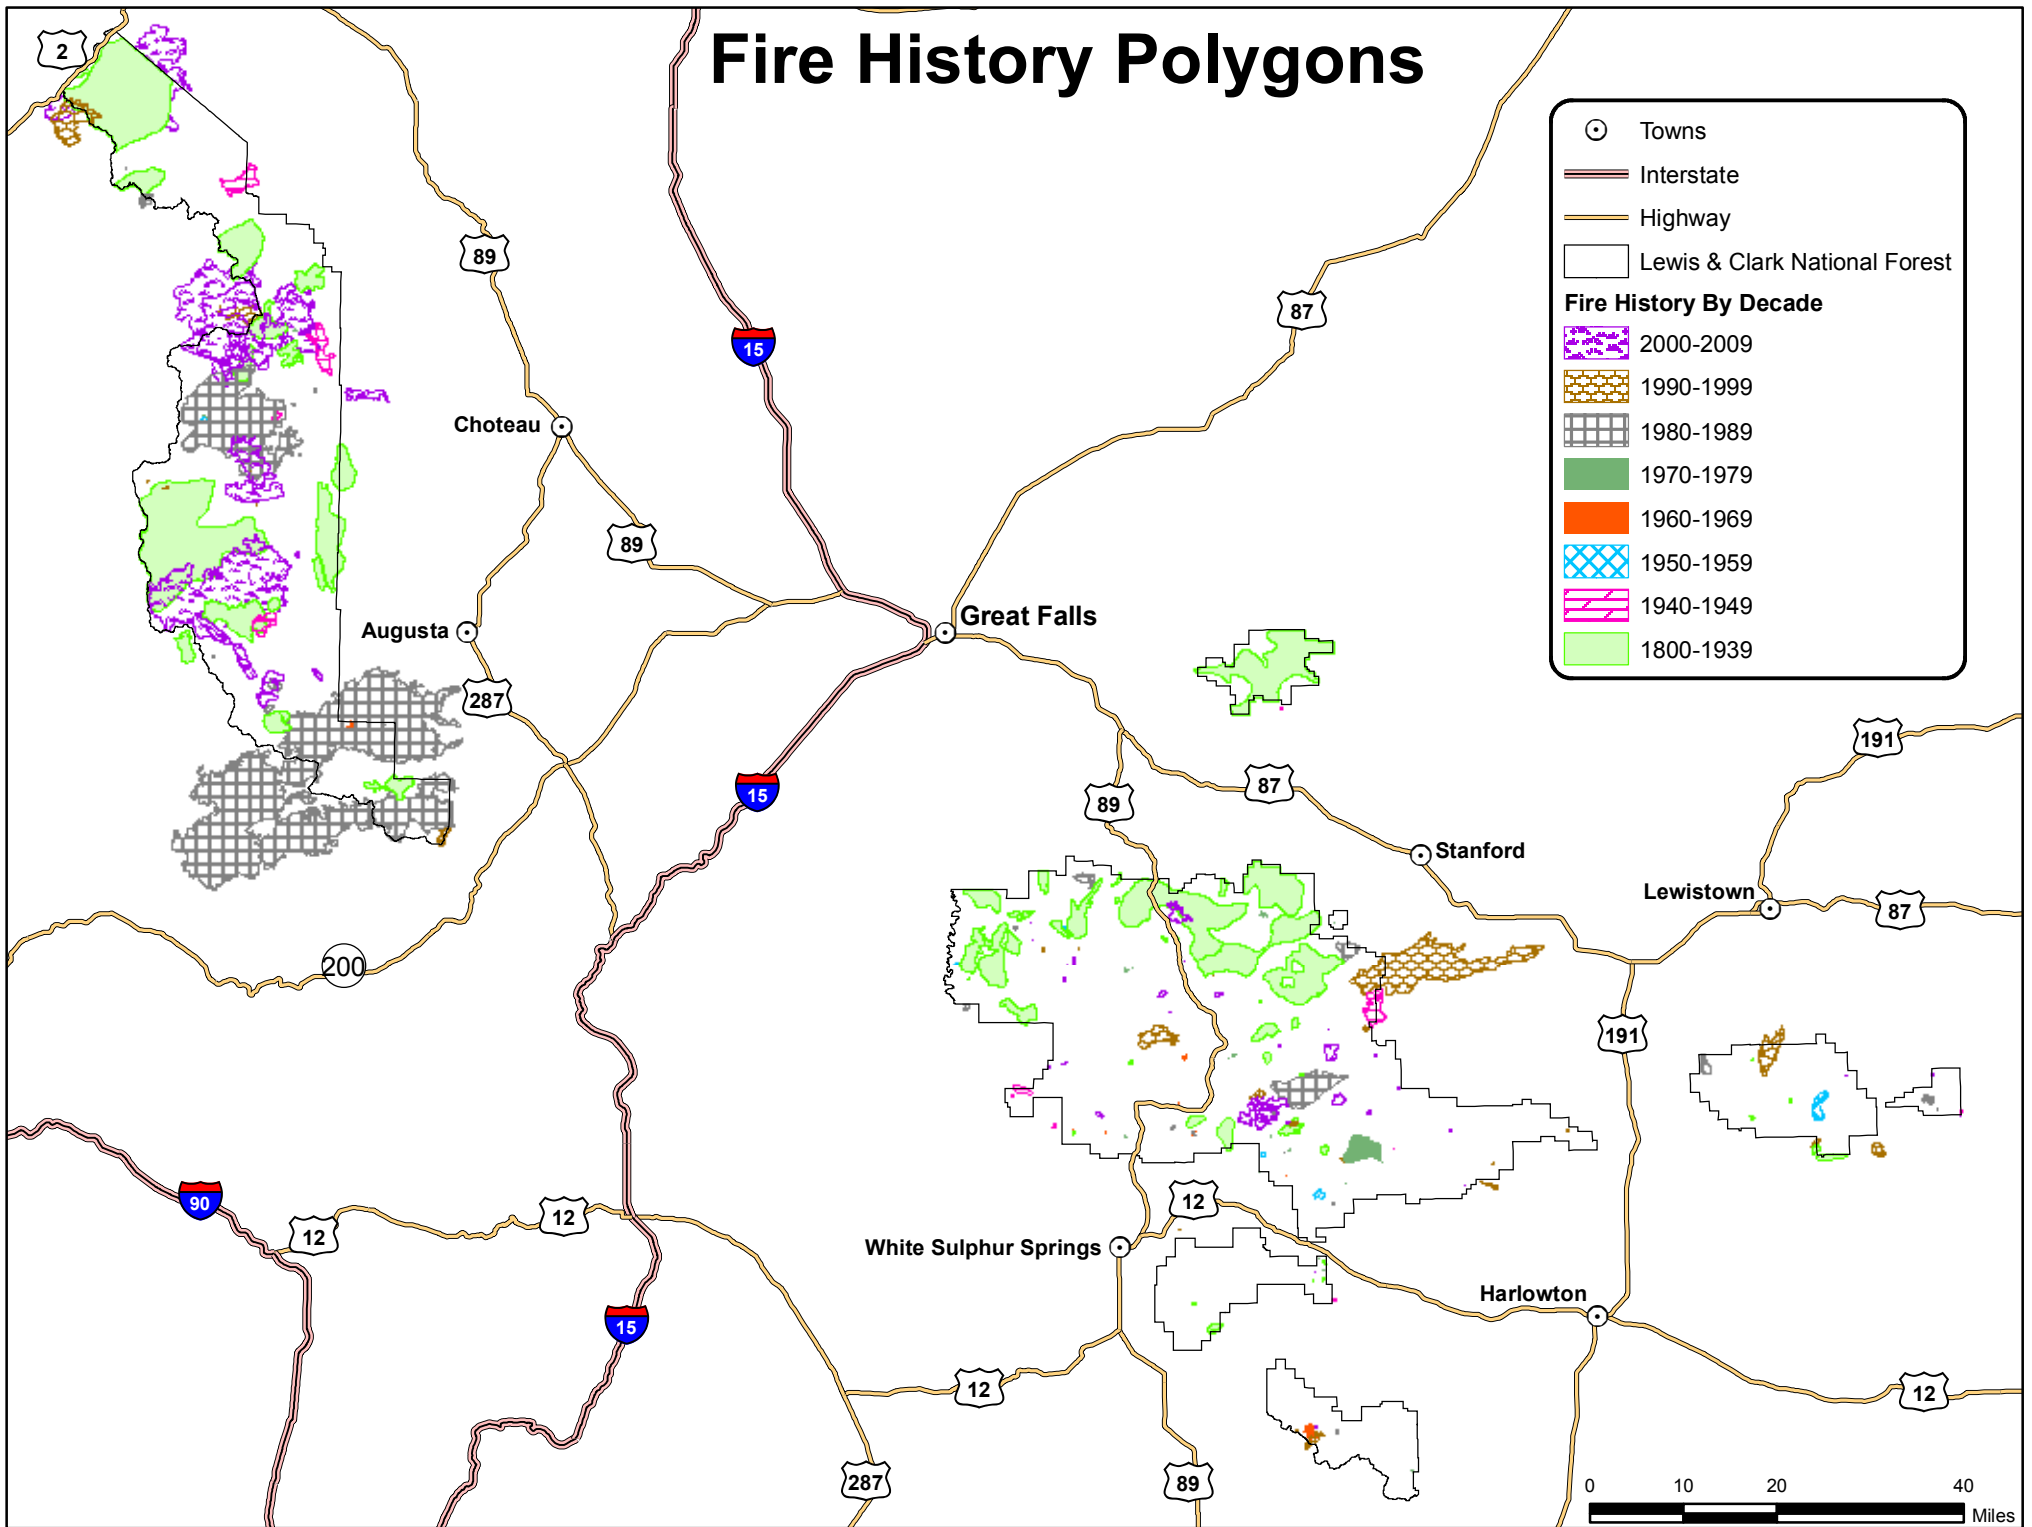 Fire History Polygons
2
89
15
87
Towns
Interstate
Highway
Lewis & Clark National Forest
Fire History By Decade
2000-2009
1990-1999
1980-1989
1970-1979
1960-1969
1950-1959
1940-1949
1800-1939
Choteau
89
Augusta
Great Falls
287
15
89
87
191
Stanford
Lewistown
87
200
191
90
12
12
12
White Sulphur Springs
Harlowton
15
12
12
287
89
0
10
20
40
Miles